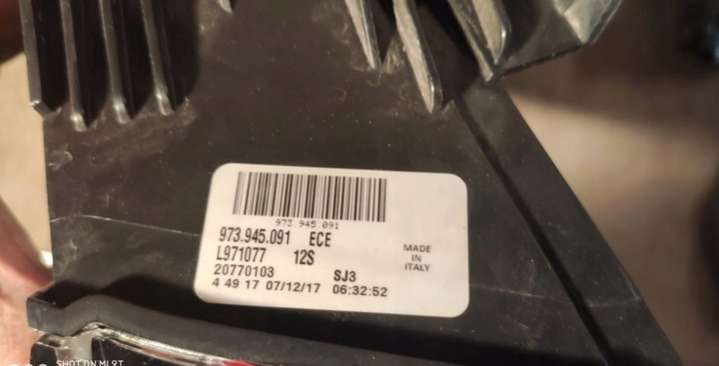 973 945 091
973.945.091 ECE
L971077 12S
20770103 SJ3
4 49 17 07/12/17 06:32:52
MADE
IN
ITALY
SHOT ON MI 9T